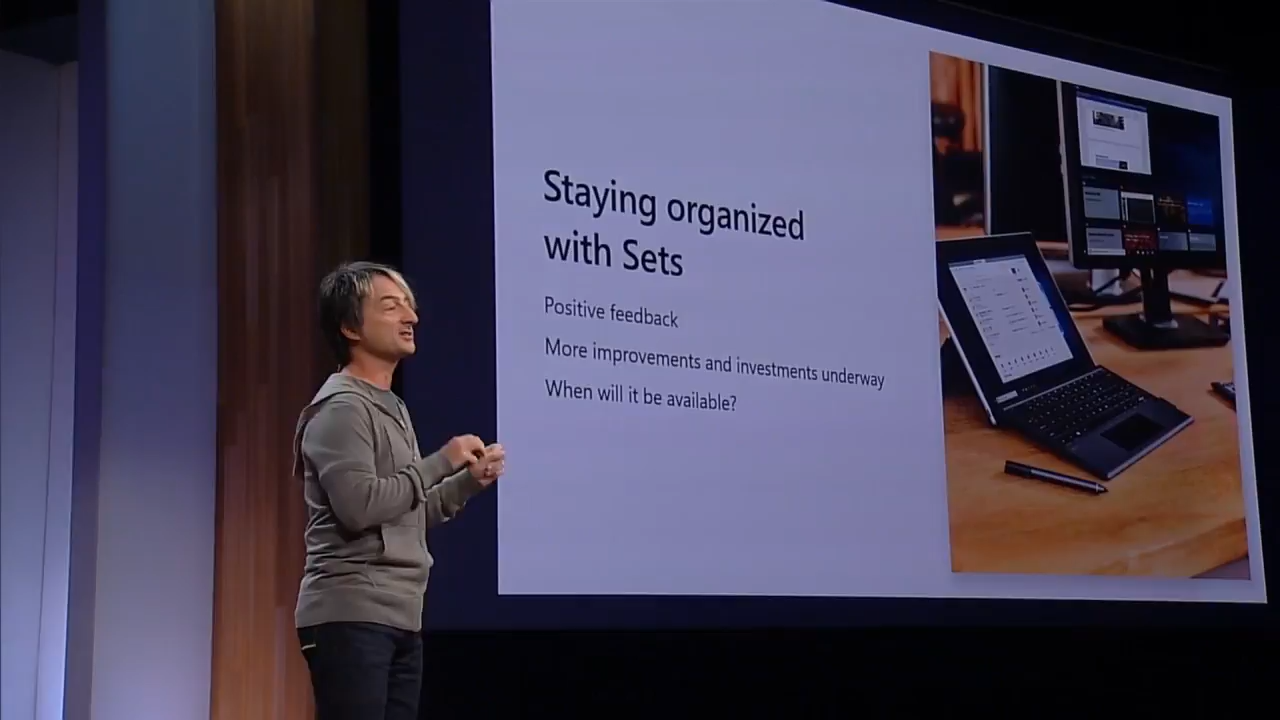 Staying organized
with Sets
Positive feedback
More improvements and investments underway
When will it be available?